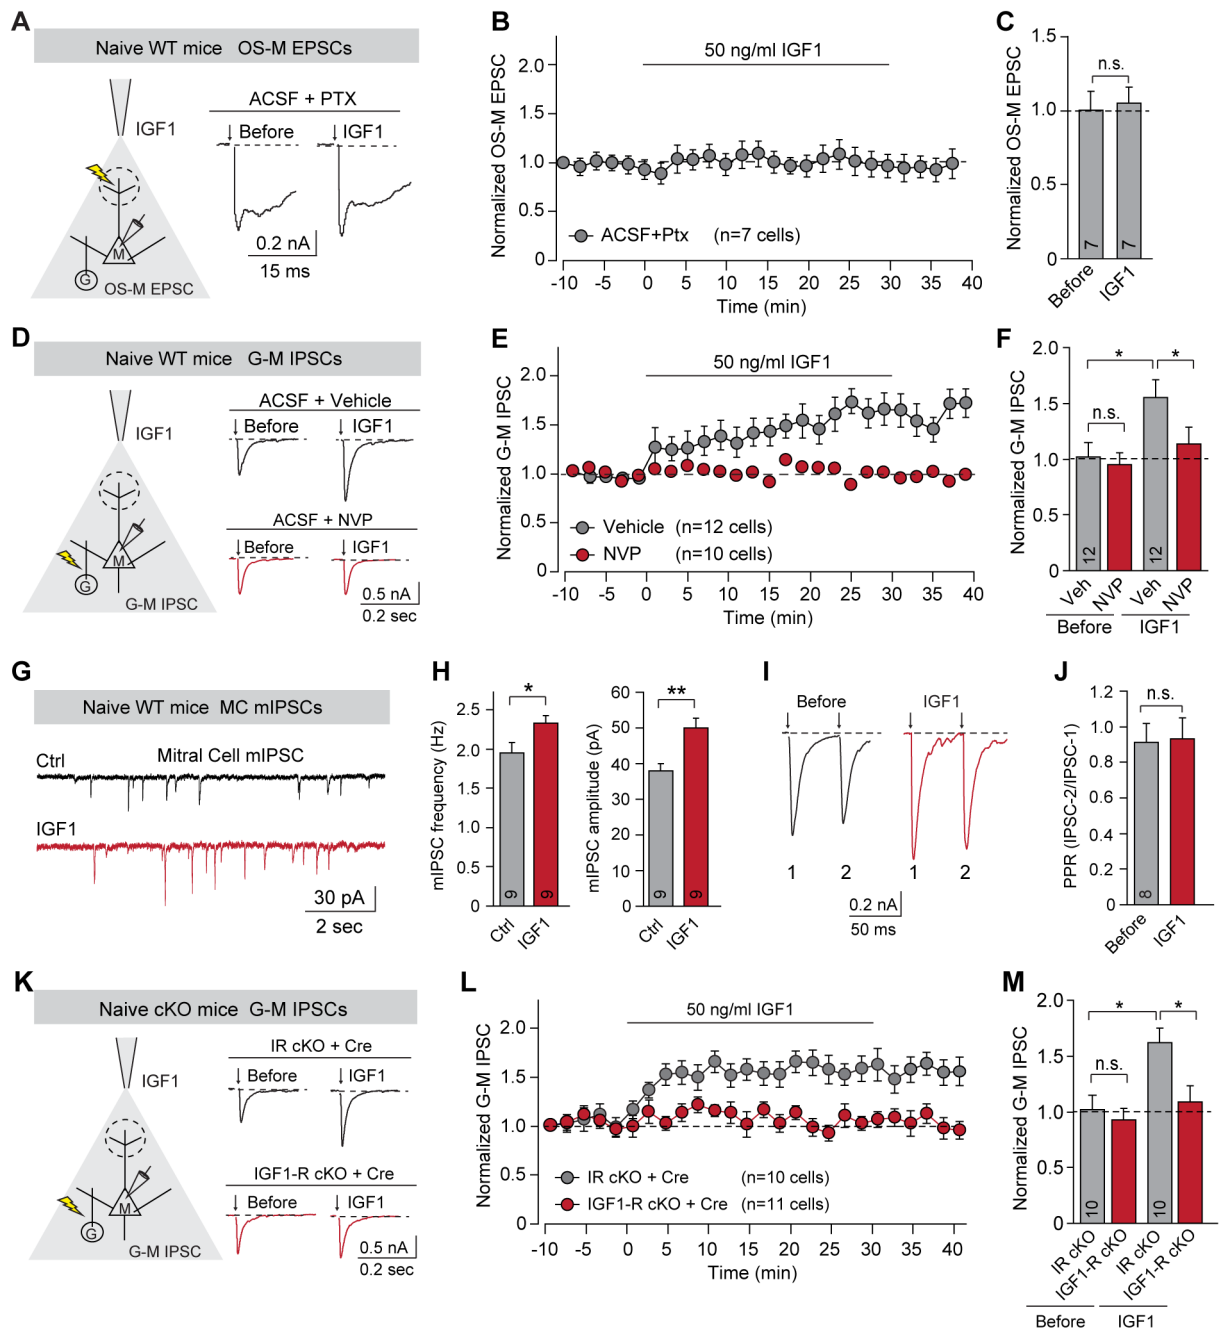 A
Naive WT mice OS-M EPSCs
IGF1
ACSF + PTX
Before
IGF1
0.2 nA
15 ms
M
G
OS-M EPSC
B
50 ng/ml IGF1
Normalized OS-M EPSC
2.0
1.5
1.0
0.5
0
ACSF+Ptx (n=7 cells)
-10 -5 0 5 10 15 20 25 30 35 40
Time (min)
C
Normalized OS-M EPSC
1.5
1.0
0.5
0
n.s.
7
7
Before
IGF1
D
Naive WT mice G-M IPSCs
IGF1
ACSF + Vehicle
Before
IGF1
ACSF + NVP
Before
IGF1
0.5 nA
0.2 sec
M
G
G-M IPSC
E
50 ng/ml IGF1
Normalized G-M IPSC
2.0
1.5
1.0
0.5
0
Vehicle (n=12 cells)
NVP (n=10 cells)
-10 -5 0 5 10 15 20 25 30 35 40
Time (min)
F
Normalized G-M IPSC
2.0
1.5
1.0
0.5
0
* *
n.s.
12
12
Veh
NVP
Veh
NVP
Before
IGF1
G
Naive WT mice MC mIPSCs
Ctrl
Mitral Cell mIPSC
IGF1
30 pA
2 sec
H
mIPSC frequency (Hz)
2.5
2.0
1.5
1.0
0.5
0
*
9
9
Ctrl
IGF1
mIPSC amplitude (pA)
60
50
40
30
20
10
0
**
9
9
Ctrl
IGF1
I
Before
IGF1
1 2 1 2
0.2 nA
50 ms
J
PPR (IPSC-2/IPSC-1)
1.2
1.0
0.8
0.6
0.4
0.2
0
n.s.
8
Before
IGF1
K
Naive cKO mice G-M IPSCs
IGF1
IR cKO + Cre
Before
IGF1
IGF1-R cKO + Cre
Before
IGF1
0.5 nA
0.2 sec
M
G
G-M IPSC
L
50 ng/ml IGF1
Normalized G-M IPSC
2.0
1.5
1.0
0.5
0
IR cKO + Cre (n=10 cells)
IGF1-R cKO + Cre (n=11 cells)
-10 -5 0 5 10 15 20 25 30 35 40
Time (min)
M
Normalized G-M IPSC
2.0
1.5
1.0
0.5
0
* *
n.s.
10
10
IR cKO
IGF1-R cKO
IR cKO
IGF1-R cKO
Before
IGF1